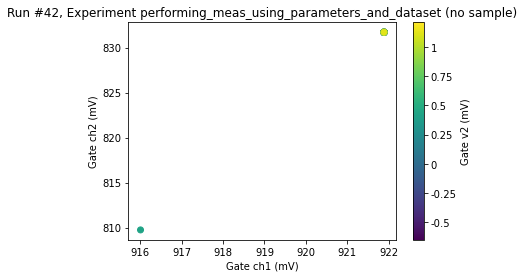 Run #42, Experiment performing_meas_using_parameters_and_dataset (no sample)
830
825
820
815
810
Gate ch2 (mV)
916 917 918 919 920 921 922
Gate ch1 (mV)
1
0.75
0.5
0.25
0
-0.25
-0.5
Gate v2 (mV)